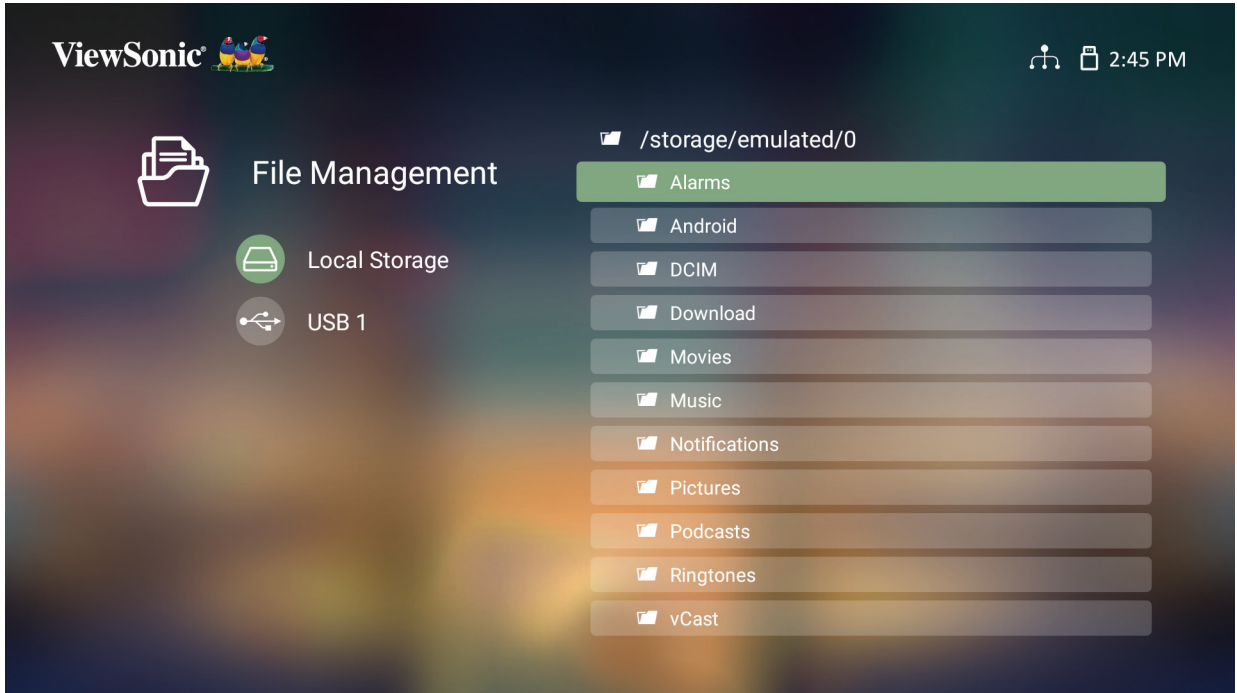 ViewSonic®
2:45 PM
File Management
Local Storage
USB 1
/storage/emulated/0
Alarms
Android
DCIM
Download
Movies
Music
Notifications
Pictures
Podcasts
Ringtones
vCast